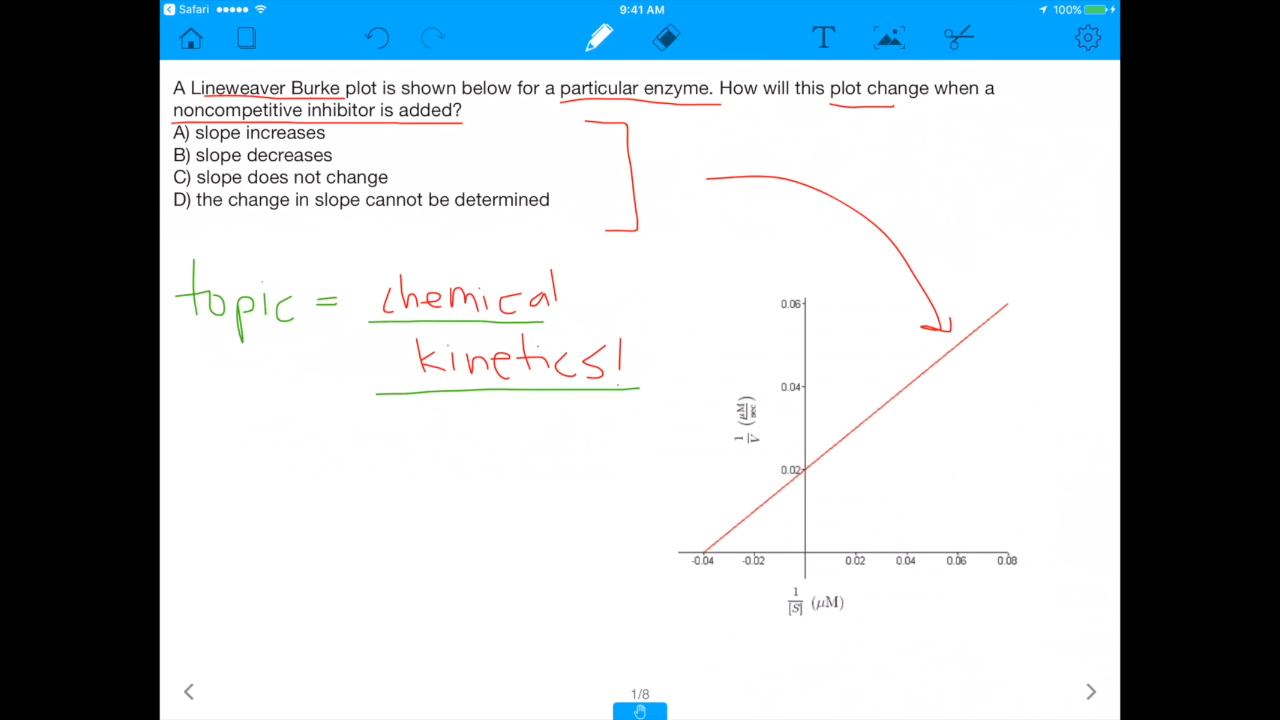 Safari
9:41 AM
100%
T
A Lineweaver Burke plot is shown below for a particular enzyme. How will this plot change when a
noncompetitive inhibitor is added?
A) slope increases
B) slope decreases
C) slope does not change
D) the change in slope cannot be determined
topic = chemical
kinetics!
0.06
0.04
0.02
1/V (μM/sec)
-0.04 -0.02 0.02 0.04 0.06 0.08
1/[S] (μM)
1/8